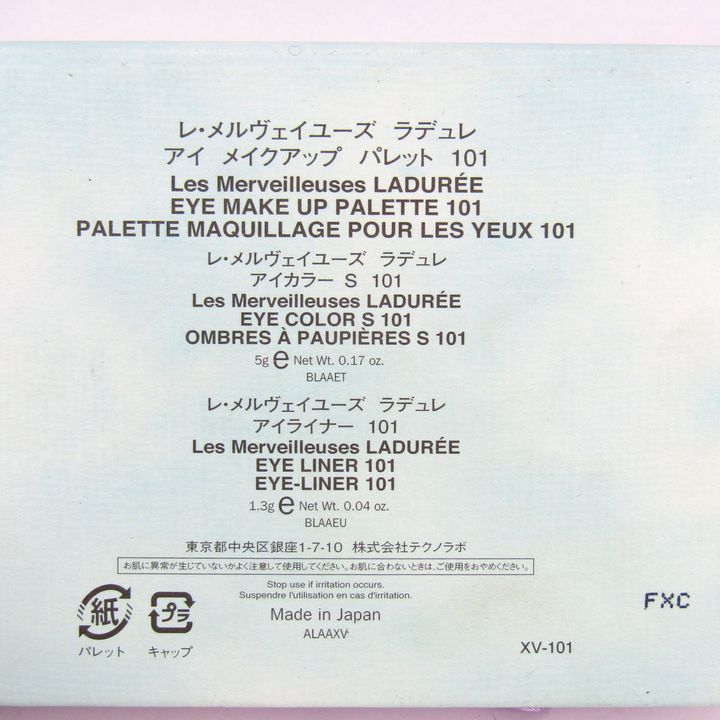 レ・メルヴェイユーズ ラデュレ
アイ メイクアップ パレット 101
Les Merveilleuses LADURÉE
EYE MAKE UP PALETTE 101
PALETTE MAQUILLAGE POUR LES YEUX 101
レ・メルヴェイユーズ ラデュレ
アイカラー S 101
Les Merveilleuses LADURÉE
EYE COLOR S 101
OMBRES À PAUPIÈRES S 101
5g e Net Wt. 0.17 oz.
BLAAET
レ・メルヴェイユーズ ラデュレ
アイライナー 101
Les Merveilleuses LADURÉE
EYE LINER 101
EYE-LINER 101
1.3g e Net Wt. 0.04 oz.
BLAAEU
東京都中央区銀座1-7-10 株式会社テクノラボ
お肌に異常が生じていないかよく注意して使用してください。お肌に合わないときは、ご使用をおやめください。
Stop use if irritation occurs.
Suspendre l'utilisation en cas d'irritation.
Made in Japan
ALAAXV
紙 プラ
パレット キャップ
FXC
XV-101